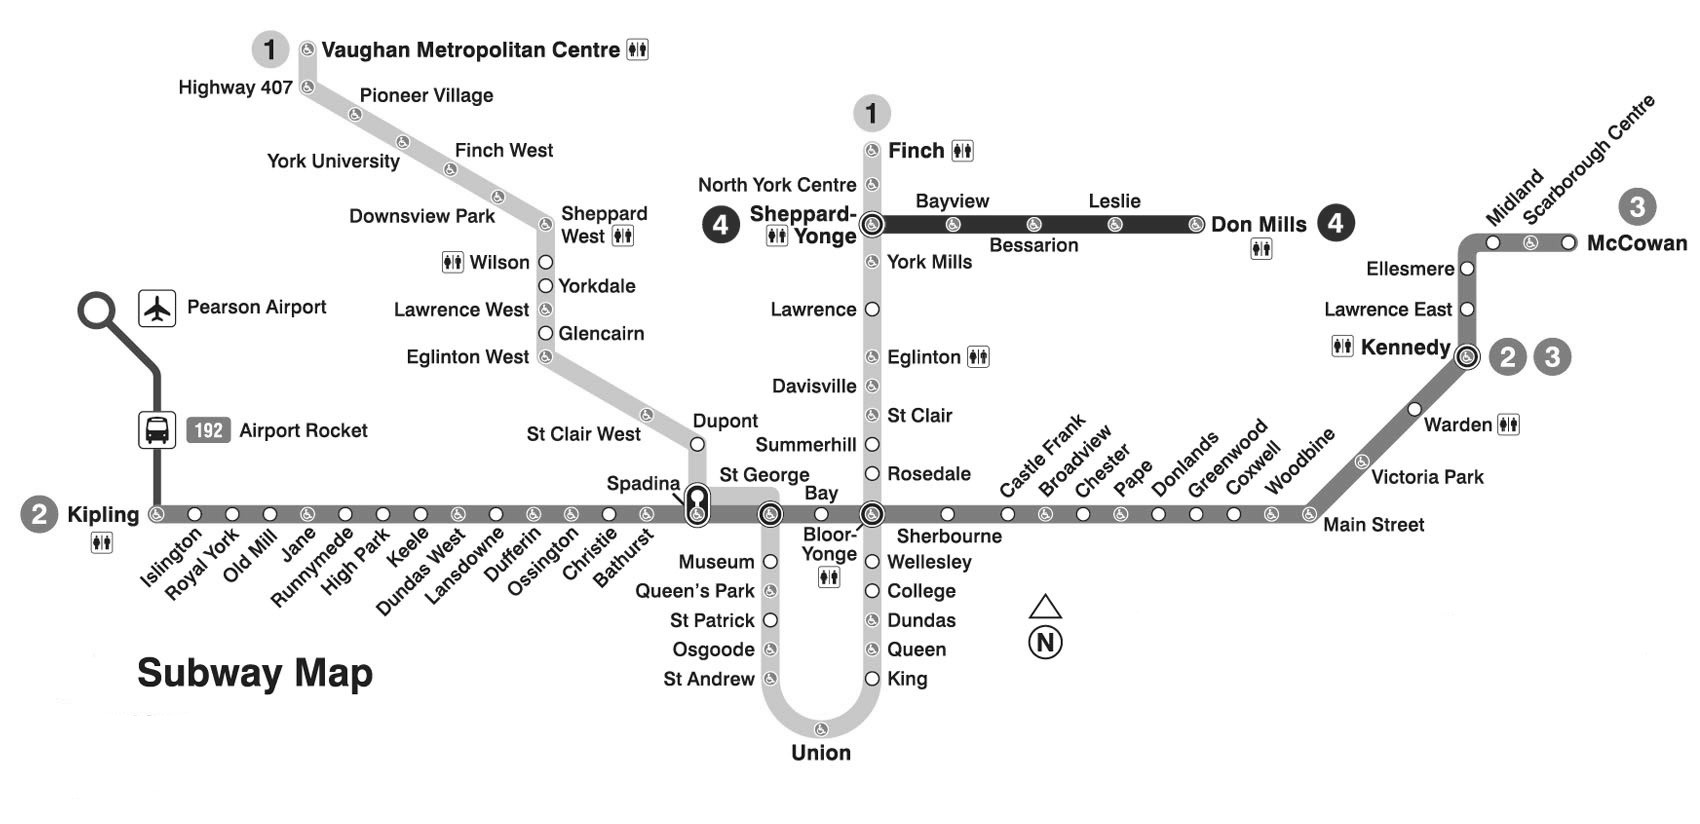 1
Vaughan Metropolitan Centre
Highway 407
Pioneer Village
York University
Finch West
Downsview Park
Sheppard
West
Wilson
Yorkdale
Lawrence West
Glencairn
Eglinton West
St Clair West
Dupont
Spadina
St George
1
Finch
North York Centre
4
Sheppard-
Yonge
Bayview
Bessarion
Leslie
Don Mills
4
York Mills
Lawrence
Eglinton
Davisville
St Clair
Summerhill
Rosedale
Bay
Bloor-
Yonge
Museum
Queen's Park
St Patrick
Osgoode
St Andrew
Union
Wellesley
College
Dundas
Queen
King
Pearson Airport
192
Airport Rocket
2
Kipling
Islington
Royal York
Old Mill
Jane
Runnymede
High Park
Keele
Dundas West
Lansdowne
Dufferin
Ossington
Christie
Bathurst
Sherbourne
Castle Frank
Broadview
Chester
Pape
Donlands
Greenwood
Coxwell
Woodbine
Main Street
Victoria Park
Warden
Kennedy
2
3
Lawrence East
Ellesmere
Midland
Scarborough Centre
3
McCowan
N
Subway Map